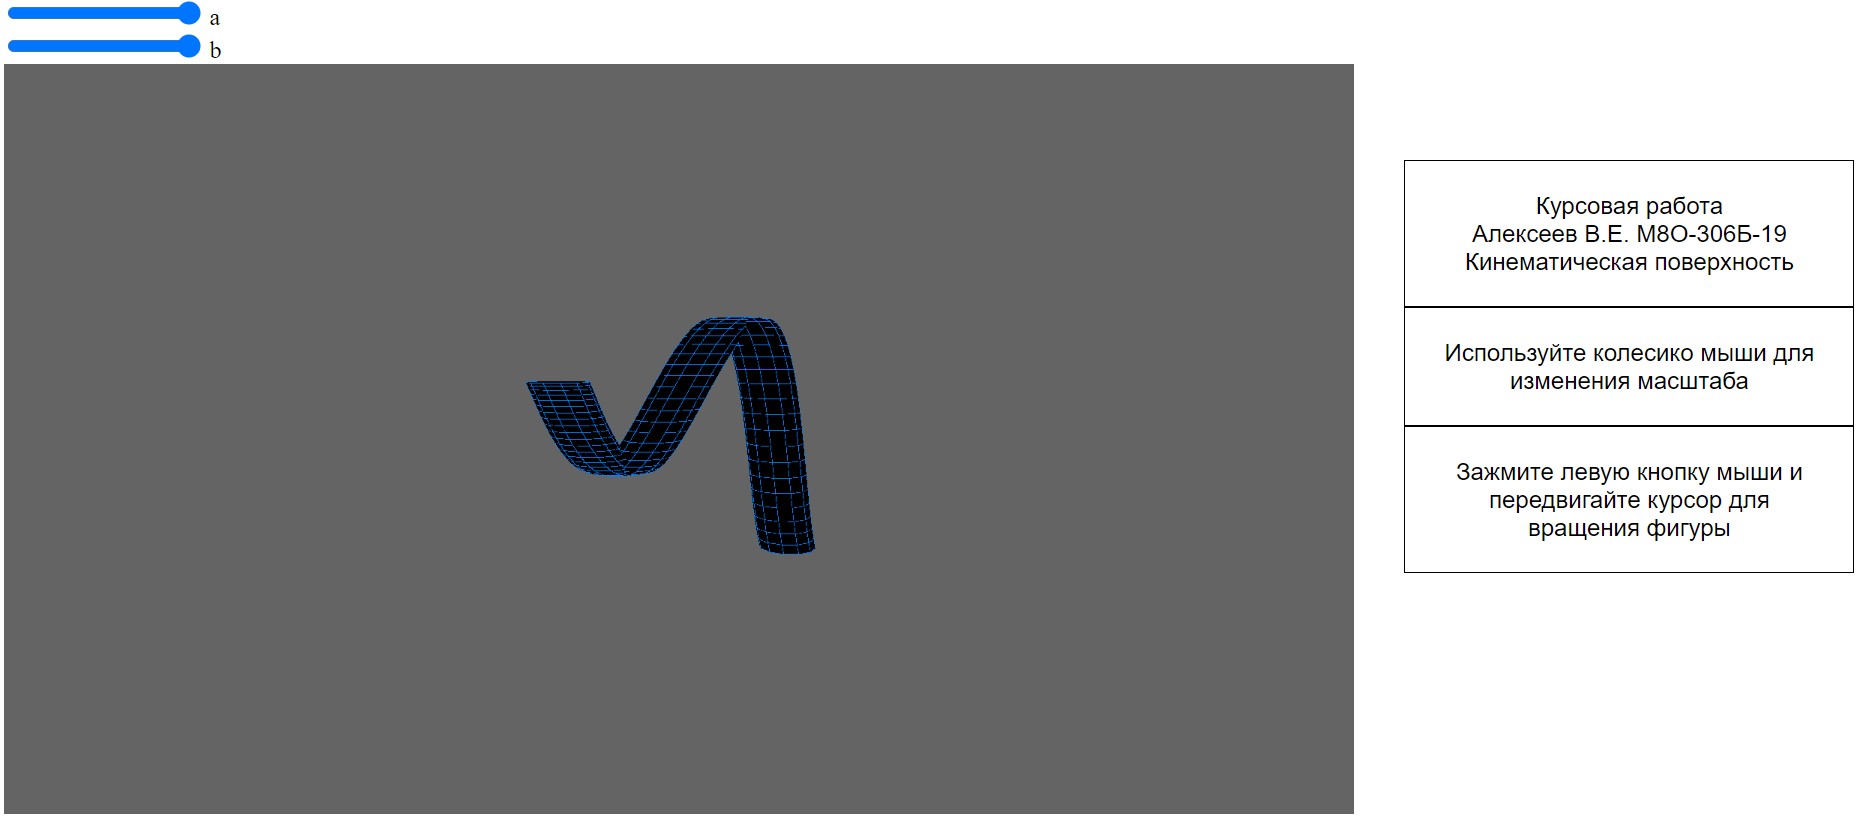 a
b
Курсовая работа
Алексеев В.Е. М8О-306Б-19
Кинематическая поверхность
Используйте колесико мыши для
изменения масштаба
Зажмите левую кнопку мыши и
передвигайте курсор для
вращения фигуры